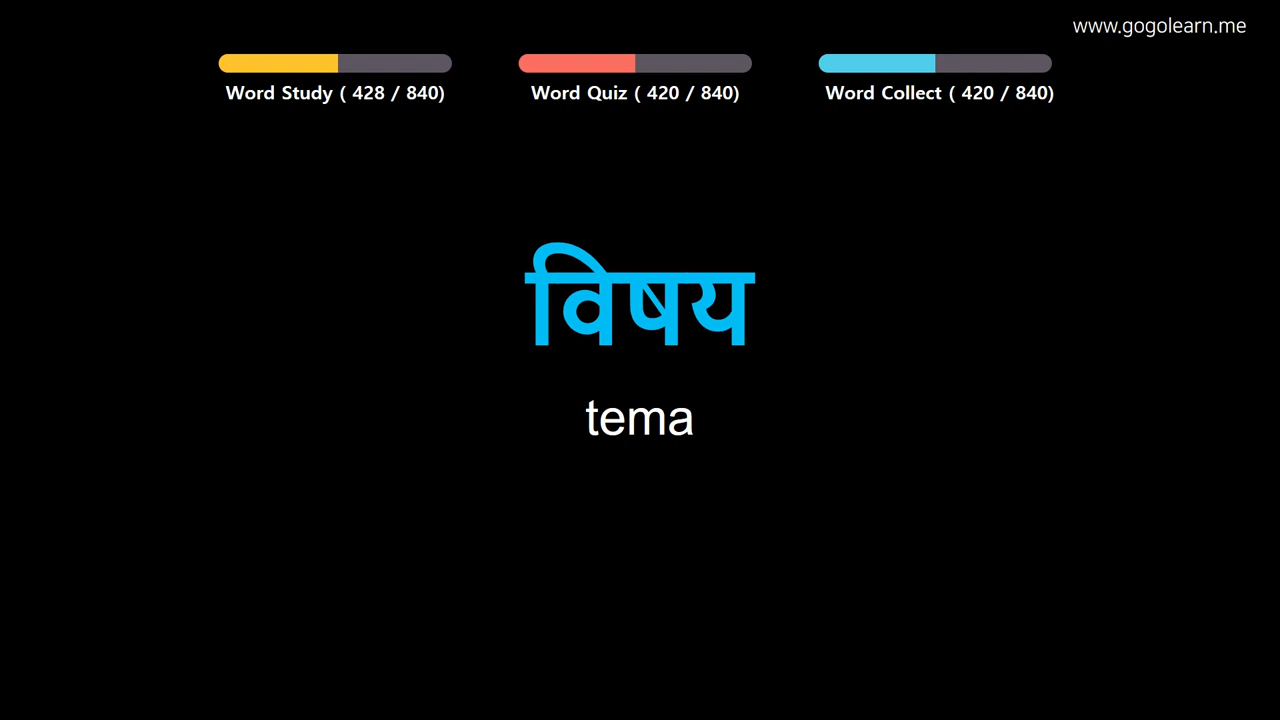 www.gogolearn.me
Word Study ( 428 / 840)
Word Quiz ( 420 / 840)
Word Collect ( 420 / 840)
विषय
tema